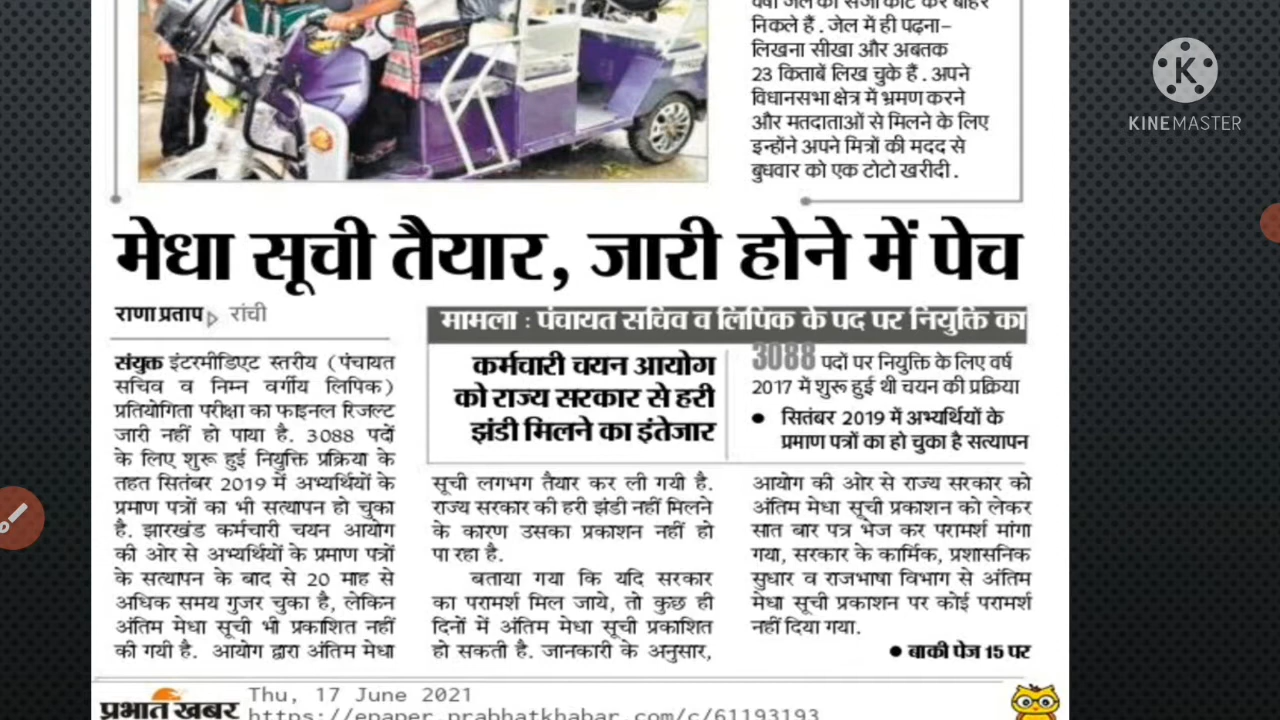 वर्षों जेल की सजा काट कर बाहर
निकले हैं . जेल में ही पढ़ना-
लिखना सीखा और अबतक
23 किताबें लिख चुके हैं . अपने
विधानसभा क्षेत्र में भ्रमण करने
और मतदाताओं से मिलने के लिए
इन्होंने अपने मित्रों की मदद से
बुधवार को एक टोटो खरीदी .
K
KINEMASTER
मेधा सूची तैयार, जारी होने में पेच
राणा प्रताप ▷ रांची
मामला : पंचायत सचिव व लिपिक के पद पर नियुक्ति का
कर्मचारी चयन आयोग
को राज्य सरकार से हरी
झंडी मिलने का इंतेजार
3088 पदों पर नियुक्ति के लिए वर्ष
2017 में शुरू हुई थी चयन की प्रक्रिया
● सितंबर 2019 में अभ्यर्थियों के
प्रमाण पत्रों का हो चुका है सत्यापन
संयुक्त इंटरमीडिएट स्तरीय (पंचायत
सचिव व निम्न वर्गीय लिपिक)
प्रतियोगिता परीक्षा का फाइनल रिजल्ट
जारी नहीं हो पाया है. 3088 पदों
के लिए शुरू हुई नियुक्ति प्रक्रिया के
तहत सितंबर 2019 में अभ्यर्थियों के
प्रमाण पत्रों का भी सत्यापन हो चुका
है. झारखंड कर्मचारी चयन आयोग
की ओर से अभ्यर्थियों के प्रमाण पत्रों
के सत्यापन के बाद से 20 माह से
अधिक समय गुजर चुका है, लेकिन
अंतिम मेधा सूची भी प्रकाशित नहीं
की गयी है. आयोग द्वारा अंतिम मेधा
सूची लगभग तैयार कर ली गयी है.
राज्य सरकार की हरी झंडी नहीं मिलने
के कारण उसका प्रकाशन नहीं हो
पा रहा है.
बताया गया कि यदि सरकार
का परामर्श मिल जाये, तो कुछ ही
दिनों में अंतिम मेधा सूची प्रकाशित
हो सकती है. जानकारी के अनुसार,
आयोग की ओर से राज्य सरकार को
अंतिम मेधा सूची प्रकाशन को लेकर
सात बार पत्र भेज कर परामर्श मांगा
गया, सरकार के कार्मिक, प्रशासनिक
सुधार व राजभाषा विभाग से अंतिम
मेधा सूची प्रकाशन पर कोई परामर्श
नहीं दिया गया.
● बाकी पेज 15 पर
प्रभात खबर
Thu, 17 June 2021
https://epaper.prabhatkhabar.com/c/61193193